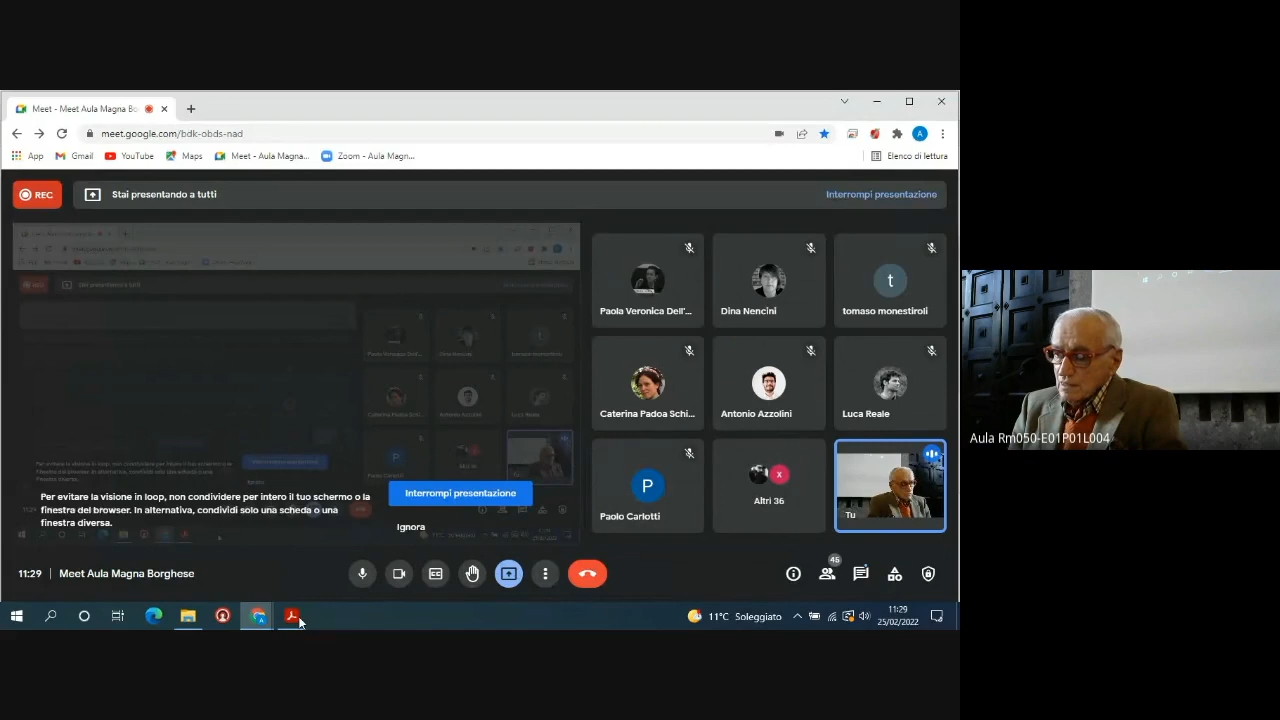 Meet - Meet Aula Magna Bo
meet.google.com/bdk-obds-nad
App
Gmail
YouTube
Maps
Meet - Aula Magna...
Zoom - Aula Magn...
Elenco di lettura
REC
Stai presentando a tutti
Interrompi presentazione
Paola Veronica Dell'...
Dina Nencini
tomaso monestiroli
Caterina Padoa Schi...
Antonio Azzolini
Luca Reale
Paolo Carlotti
Altri 36
Tu
t
P
x
A
Per evitare la visione in loop, non condividere per intero il tuo schermo o la
finestra del browser. In alternativa, condividi solo una scheda o una
finestra diversa.
Interrompi presentazione
Ignora
11:29
Meet Aula Magna Borghese
45
11°C Soleggiato
11:29
25/02/2022
Aula Rm050-E01P01L004